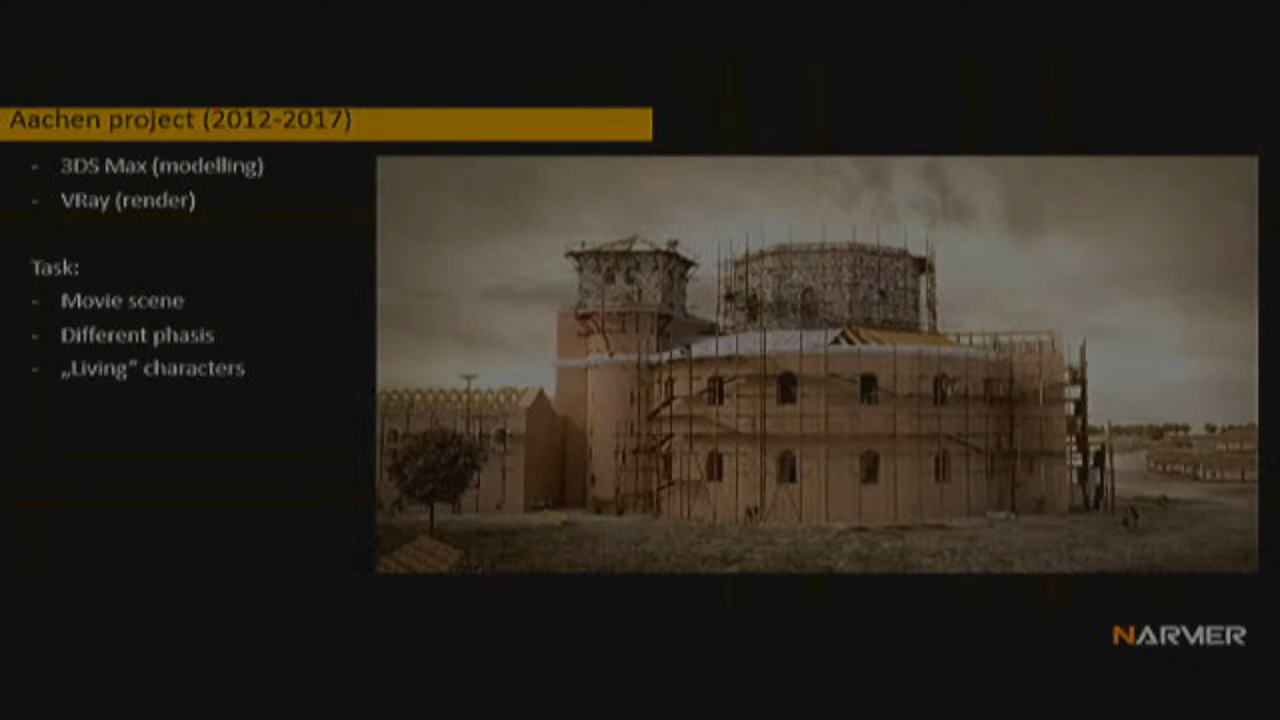 Aachen project (2012-2017)
- 3DS Max (modelling)
- VRay (render)
Task:
- Movie scene
- Different phasis
- „Living” characters
NARMER